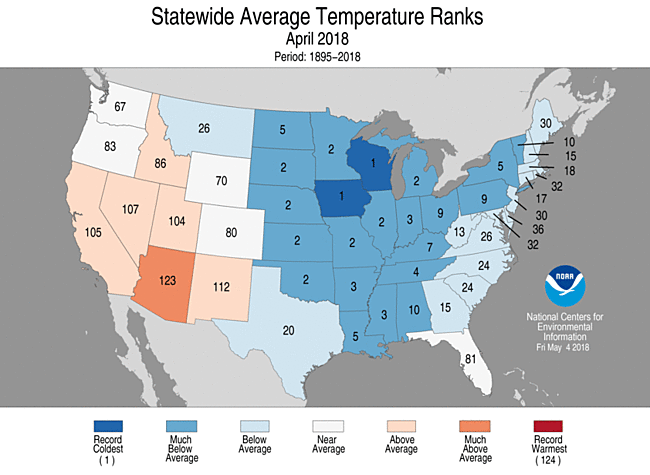 Statewide Average Temperature Ranks
April 2018
Period: 1895-2018
67
83
86
26
70
105
107
104
80
123
112
5
2
2
2
2
20
2
1
1
2
3
3
5
2
2
3
9
7
4
3
10
15
81
24
24
13
26
9
5
30
10
15
18
32
17
30
36
32
NOAA
National Centers for
Environmental
Information
Fri May 4 2018
Record
Coldest
( 1 )
Much
Below
Average
Below
Average
Near
Average
Above
Average
Much
Above
Average
Record
Warmest
( 124 )